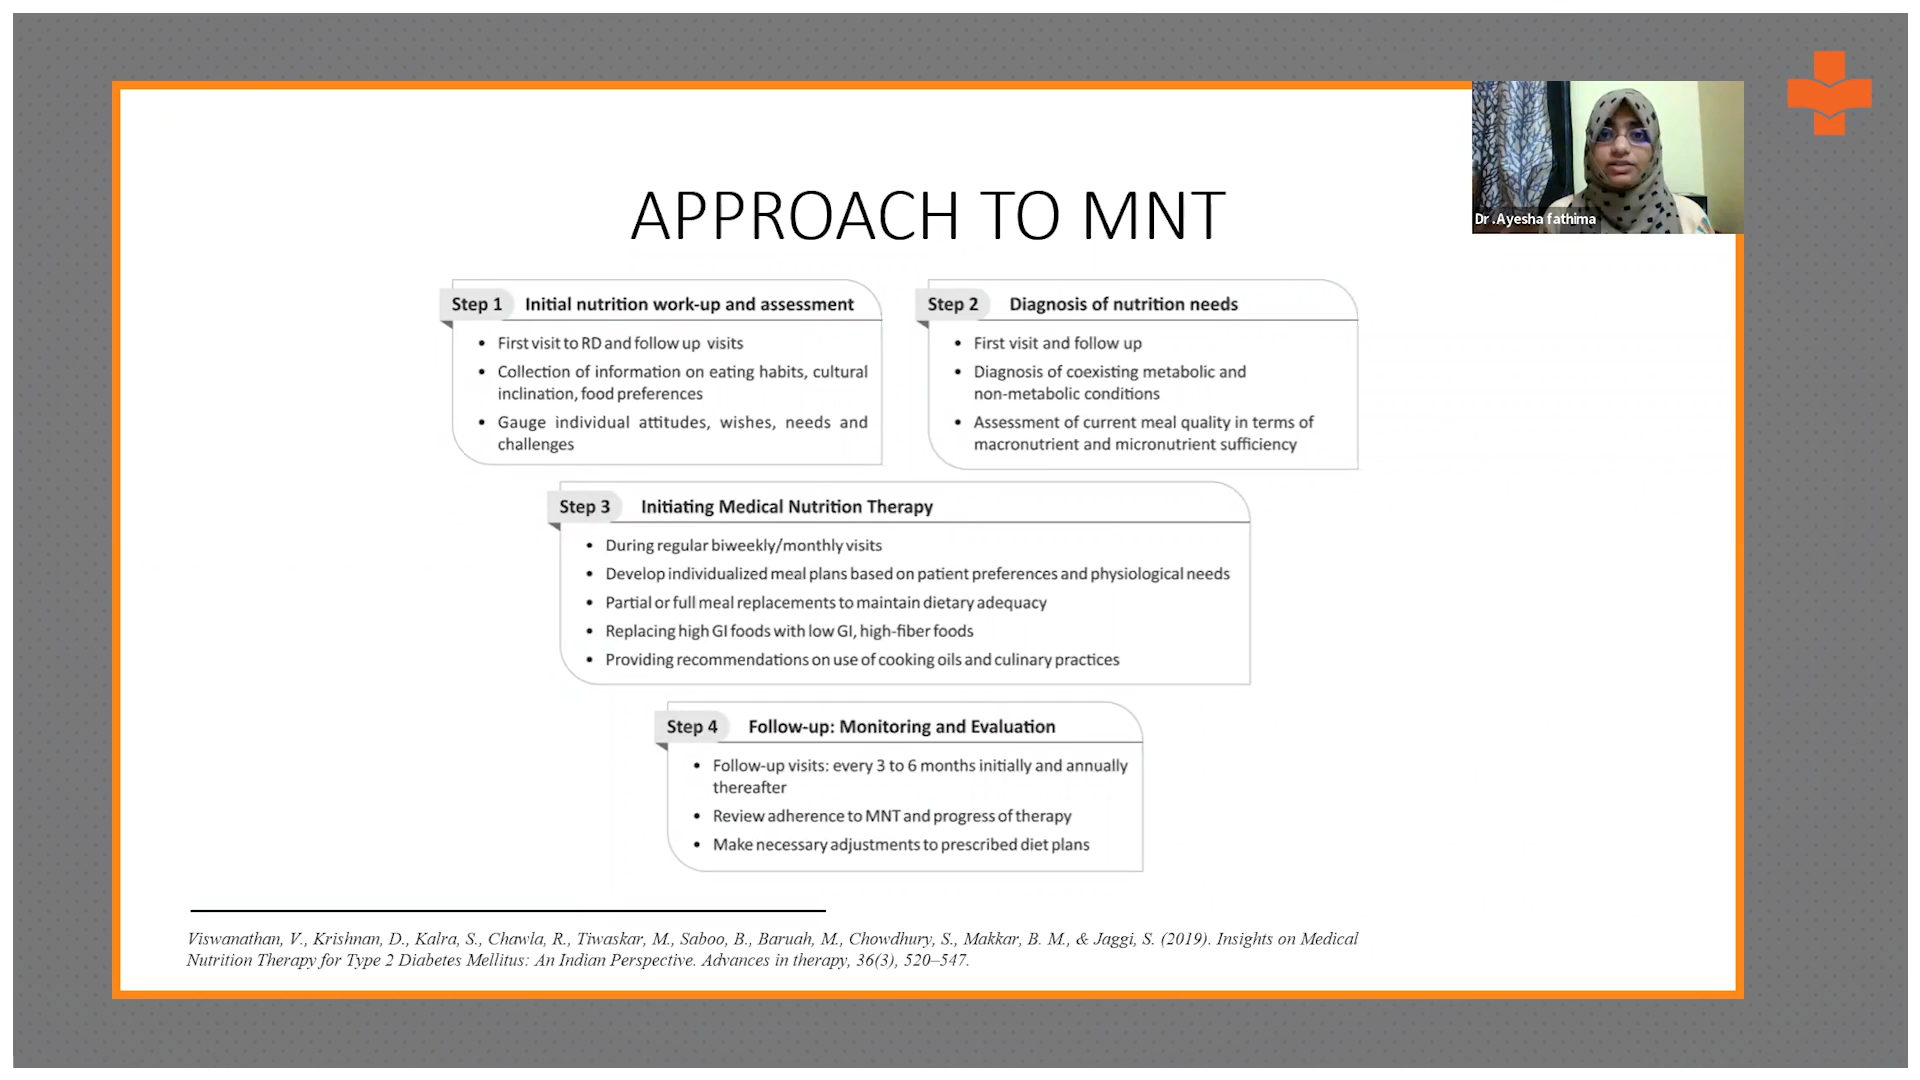 APPROACH TO MNT
Dr .Ayesha fathima
Step 1 Initial nutrition work-up and assessment
• First visit to RD and follow up visits
• Collection of information on eating habits, cultural
inclination, food preferences
• Gauge individual attitudes, wishes, needs and
challenges
Step 2 Diagnosis of nutrition needs
• First visit and follow up
• Diagnosis of coexisting metabolic and
non-metabolic conditions
• Assessment of current meal quality in terms of
macronutrient and micronutrient sufficiency
Step 3 Initiating Medical Nutrition Therapy
• During regular biweekly/monthly visits
• Develop individualized meal plans based on patient preferences and physiological needs
• Partial or full meal replacements to maintain dietary adequacy
• Replacing high GI foods with low GI, high-fiber foods
• Providing recommendations on use of cooking oils and culinary practices
Step 4 Follow-up: Monitoring and Evaluation
• Follow-up visits: every 3 to 6 months initially and annually
thereafter
• Review adherence to MNT and progress of therapy
• Make necessary adjustments to prescribed diet plans
Viswanathan, V., Krishnan, D., Kalra, S., Chawla, R., Tiwaskar, M., Saboo, B., Baruah, M., Chowdhury, S., Makkar, B. M., & Jaggi, S. (2019). Insights on Medical
Nutrition Therapy for Type 2 Diabetes Mellitus: An Indian Perspective. Advances in therapy, 36(3), 520–547.